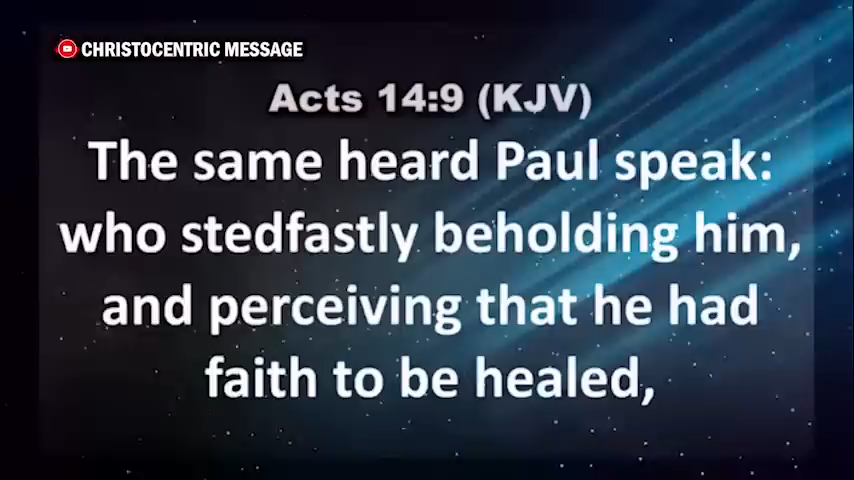 CHRISTOCENTRIC MESSAGE
Acts 14:9 (KJV)
The same heard Paul speak:
who stedfastly beholding him,
and perceiving that he had
faith to be healed,